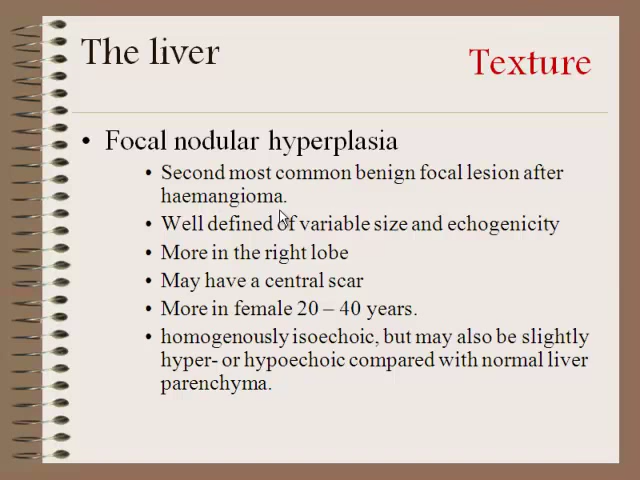 The liver
Texture
• Focal nodular hyperplasia
• Second most common benign focal lesion after
haemangioma.
• Well defined of variable size and echogenicity
• More in the right lobe
• May have a central scar
• More in female 20 – 40 years.
• homogenously isoechoic, but may also be slightly
hyper- or hypoechoic compared with normal liver
parenchyma.